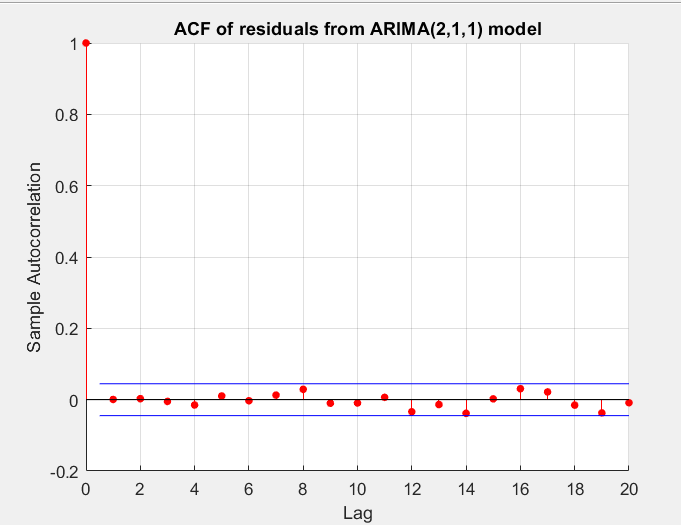 ACF of residuals from ARIMA(2,1,1) model
Sample Autocorrelation
1
0.8
0.6
0.4
0.2
0
-0.2
0 2 4 6 8 10 12 14 16 18 20
Lag